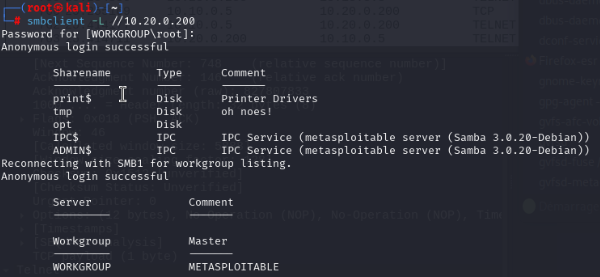 (root㉿kali)-[~]
# smbclient -L //10.20.0.200
Password for [WORKGROUP\root]:
Anonymous login successful
Sharename Type Comment
print$ Disk Printer Drivers
tmp Disk oh noes!
opt Disk
IPC$ IPC IPC Service (metasploitable server (Samba 3.0.20-Debian))
ADMIN$ IPC IPC Service (metasploitable server (Samba 3.0.20-Debian))
Reconnecting with SMB1 for workgroup listing.
Anonymous login successful
Server Comment
Workgroup Master
WORKGROUP METASPLOITABLE